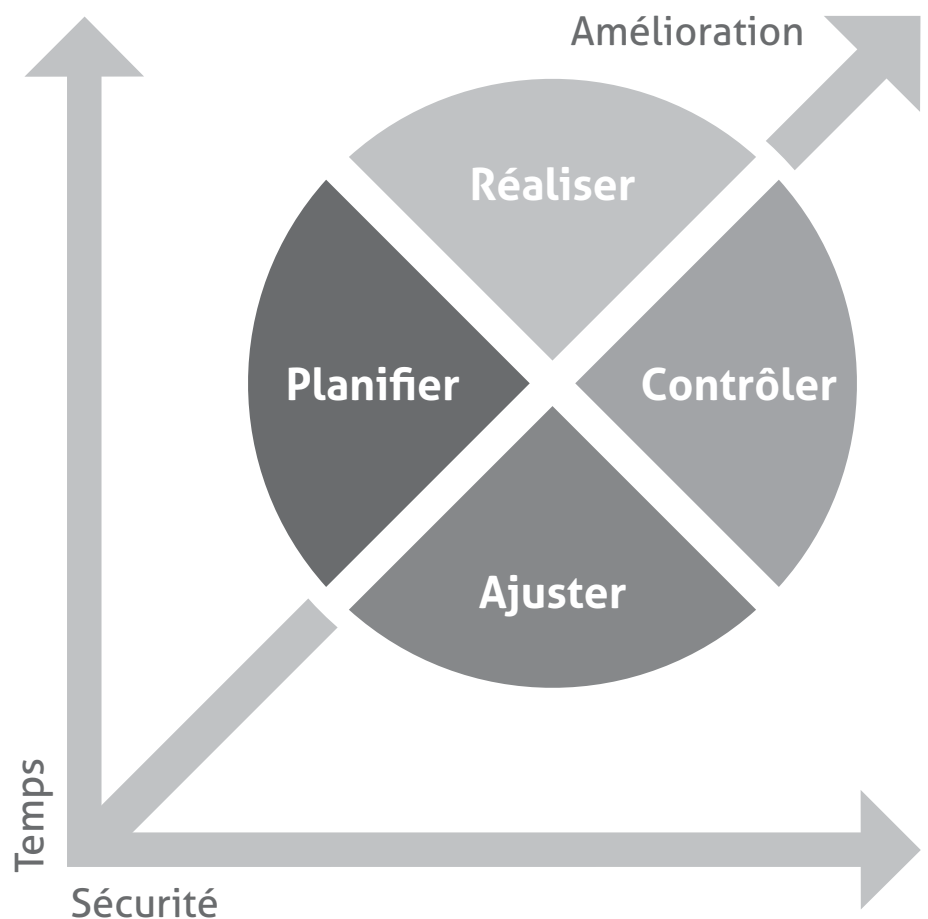 Amélioration
Réaliser
Planifier
Contrôler
Ajuster
Temps
Sécurité